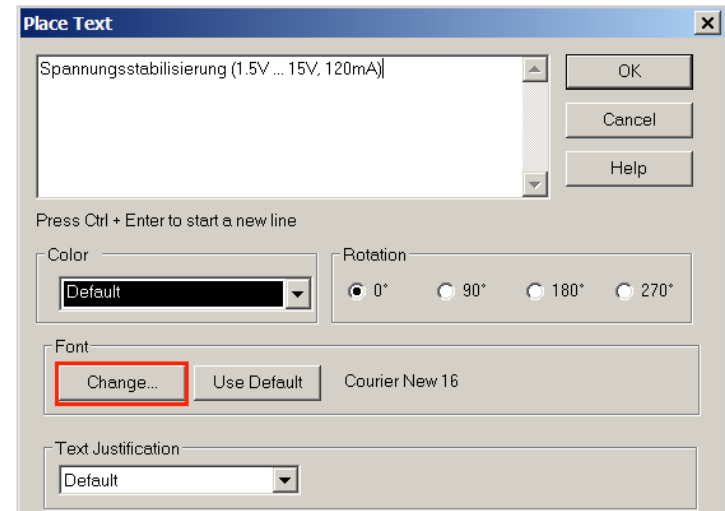 Place Text
Spannungsstabilisierung (1.5V ... 15V, 120mA)
OK
Cancel
Help
Press Ctrl + Enter to start a new line
Color
Default
Rotation
0° 90° 180° 270°
Font
Change... Use Default Courier New 16
Text Justification
Default